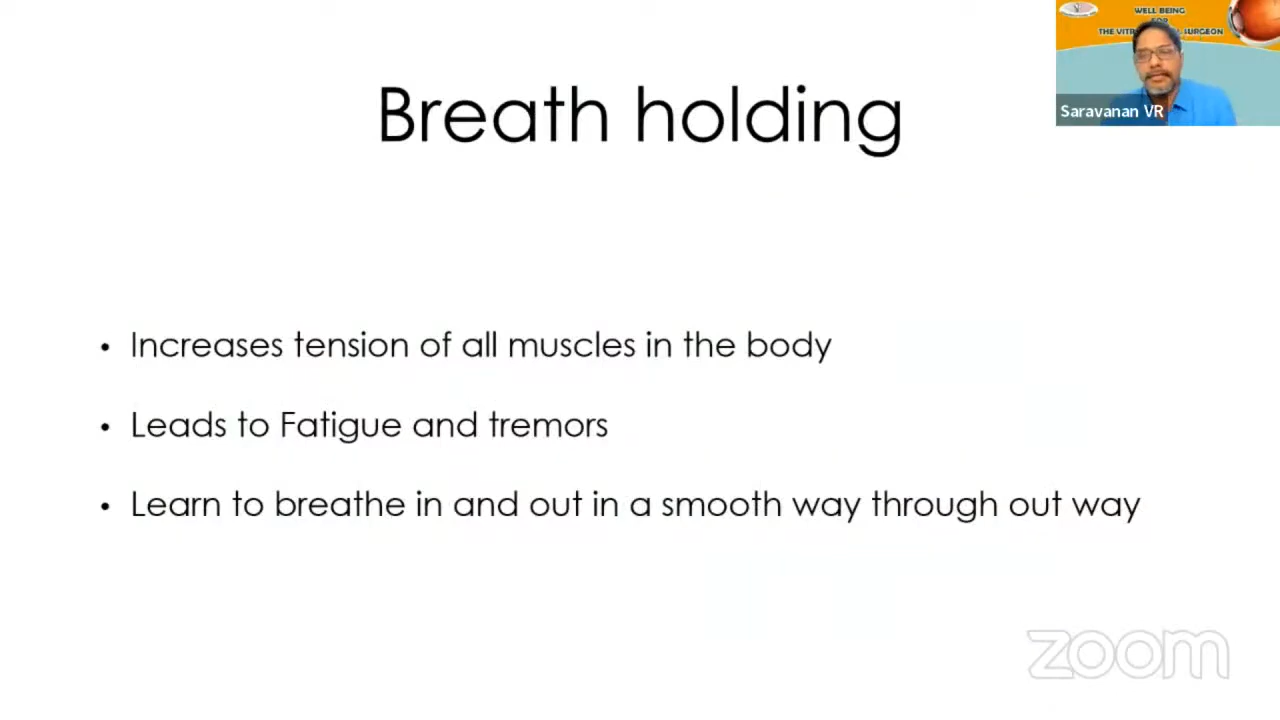 WELL BEING
FOR
THE VITR SURGEON
Saravanan VR
Breath holding
• Increases tension of all muscles in the body
• Leads to Fatigue and tremors
• Learn to breathe in and out in a smooth way through out way
zoom